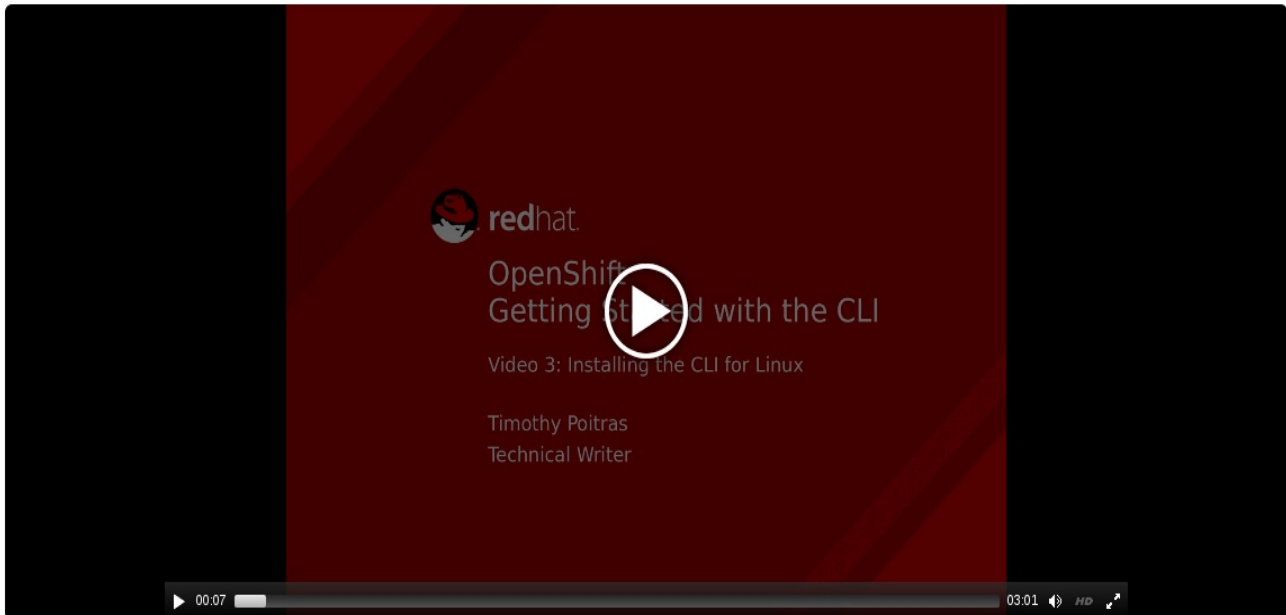 redhat.
OpenShift
Getting Started with the CLI
Video 3: Installing the CLI for Linux
Timothy Poitras
Technical Writer
00:07 03:01 HD